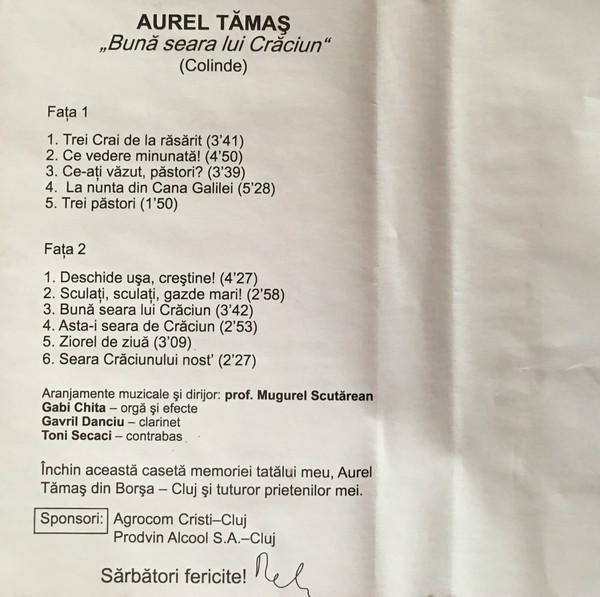 AUREL TĂMAŞ
„Bună seara lui Crăciun“
(Colinde)
Faţa 1
1. Trei Crai de la răsărit (3’41)
2. Ce vedere minunată! (4’50)
3. Ce-aţi văzut, păstori? (3’39)
4. La nunta din Cana Galilei (5’28)
5. Trei păstori (1’50)
Faţa 2
1. Deschide uşa, creştine! (4’27)
2. Sculaţi, sculaţi, gazde mari! (2’58)
3. Bună seara lui Crăciun (3’42)
4. Asta-i seara de Crăciun (2’53)
5. Ziorel de ziuă (3’09)
6. Seara Crăciunului nost’ (2’27)
Aranjamente muzicale şi dirijor: prof. Mugurel Scutărean
Gabi Chita – orgă şi efecte
Gavril Danciu – clarinet
Toni Secaci – contrabas
Închin această casetă memoriei tatălui meu, Aurel
Tămaş din Borşa – Cluj şi tuturor prietenilor mei.
Sponsori: Agrocom Cristi–Cluj
Prodvin Alcool S.A.–Cluj
Sărbători fericite!